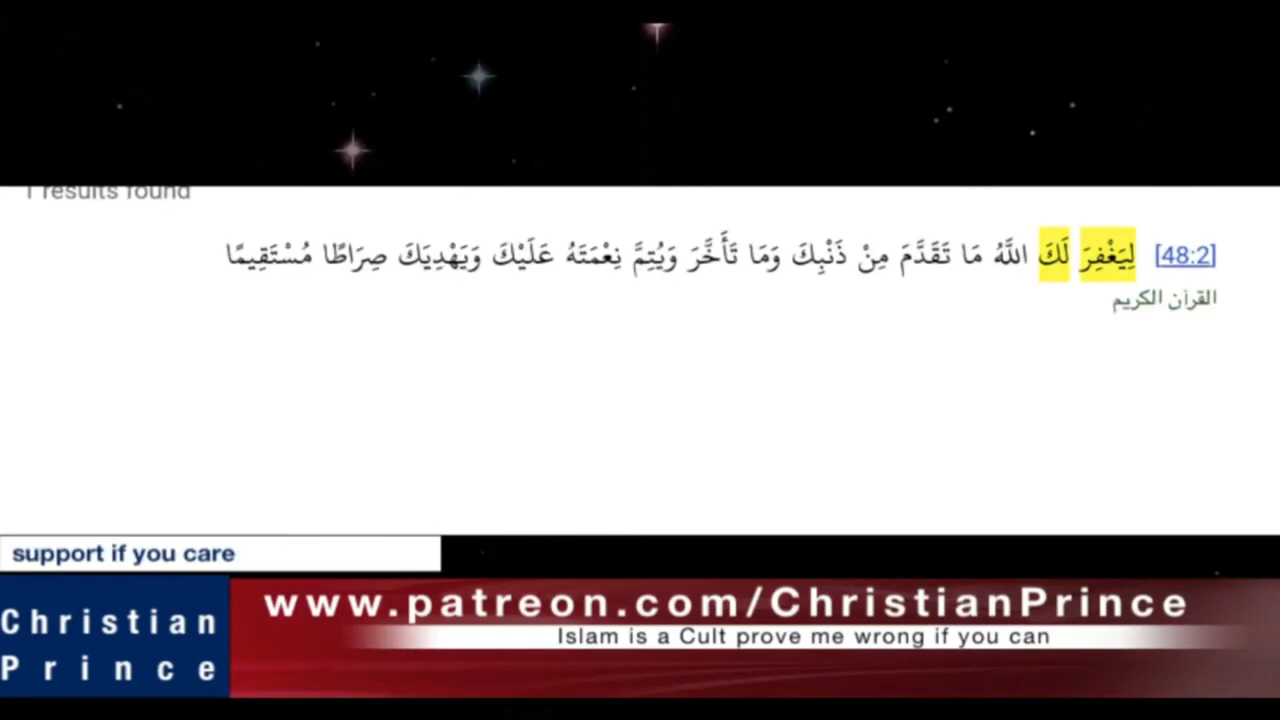 1 results found
[48:2] لِيَغْفِرَ لَكَ اللَّهُ مَا تَقَدَّمَ مِنْ ذَنْبِكَ وَمَا تَأَخَّرَ وَيُتِمَّ نِعْمَتَهُ عَلَيْكَ وَيَهْدِيَكَ صِرَاطًا مُسْتَقِيمًا
القرآن الكريم
support if you care
Christian
Prince
www.patreon.com/ChristianPrince
Islam is a Cult prove me wrong if you can